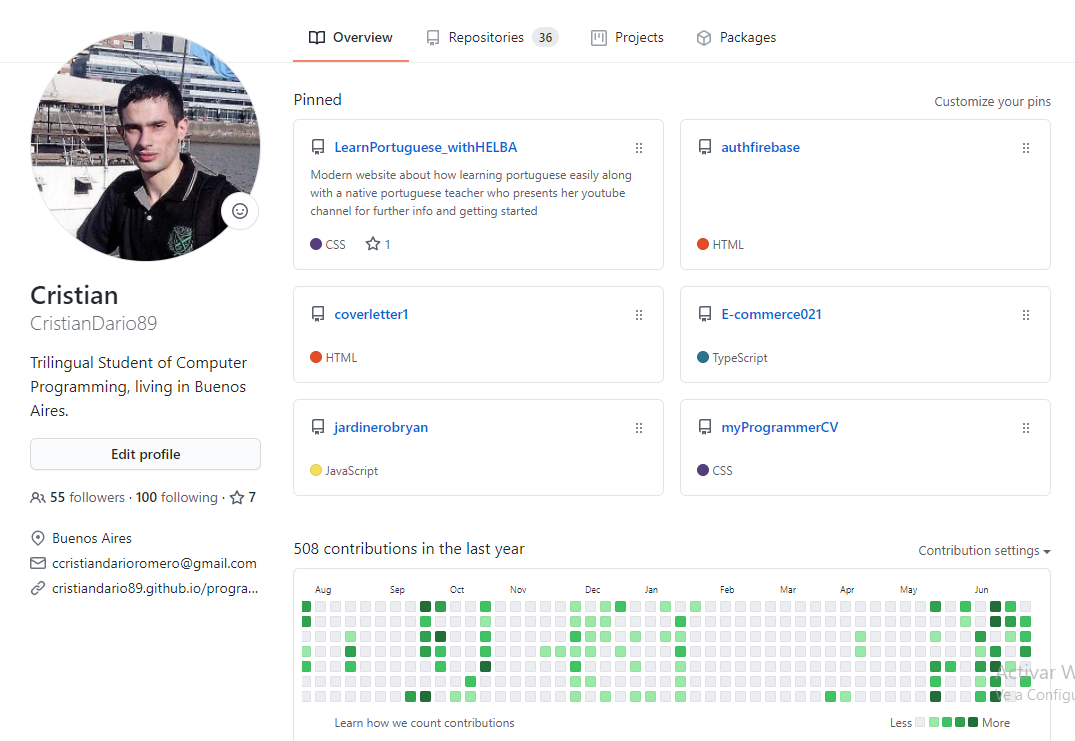 Overview Repositories 36 Projects Packages
Pinned Customize your pins
LearnPortuguese_withHELBA
Modern website about how learning portuguese easily along
with a native portuguese teacher who presents her youtube
channel for further info and getting started
CSS 1
authfirebase
HTML
coverletter1
HTML
E-commerce021
TypeScript
jardinerobryan
JavaScript
myProgrammerCV
CSS
Cristian
CristianDario89
Trilingual Student of Computer
Programming, living in Buenos
Aires.
Edit profile
55 followers · 100 following · 7
Buenos Aires
ccristiandarioromero@gmail.com
cristiandario89.github.io/progra...
508 contributions in the last year Contribution settings
Aug Sep Oct Nov Dec Jan Feb Mar Apr May Jun
Activar W
Ve a Configu
Learn how we count contributions Less More